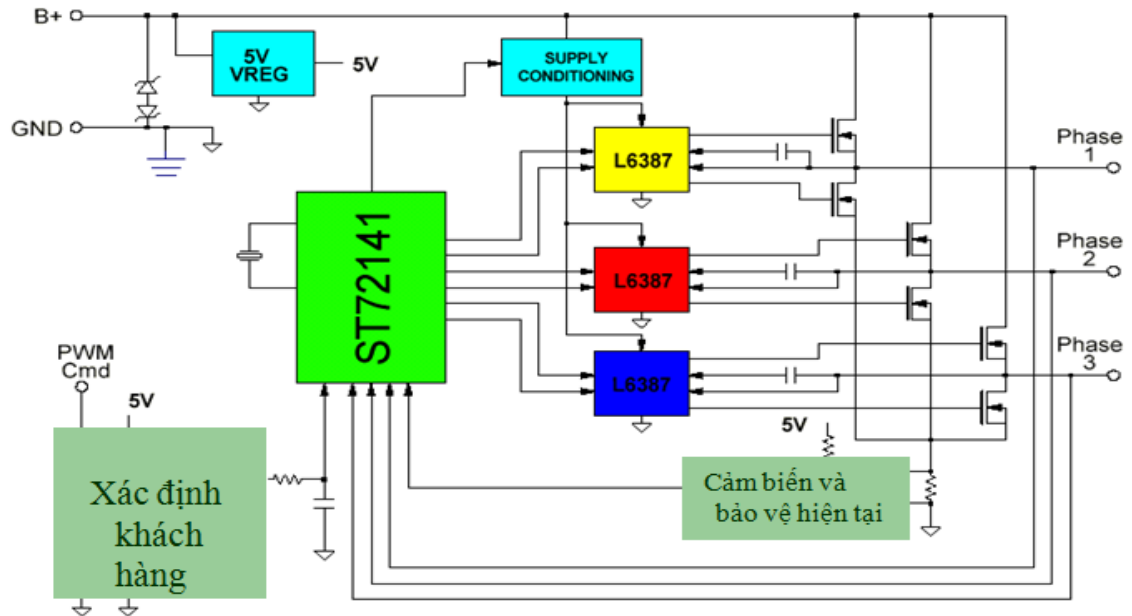 B+
5V
VREG
5V
SUPPLY
CONDITIONING
GND
L6387
Phase
1
ST72141
L6387
Phase
2
L6387
Phase
3
PWM
Cmd
5V
5V
Xác định
khách
hàng
Cảm biến và
bảo vệ hiện tại